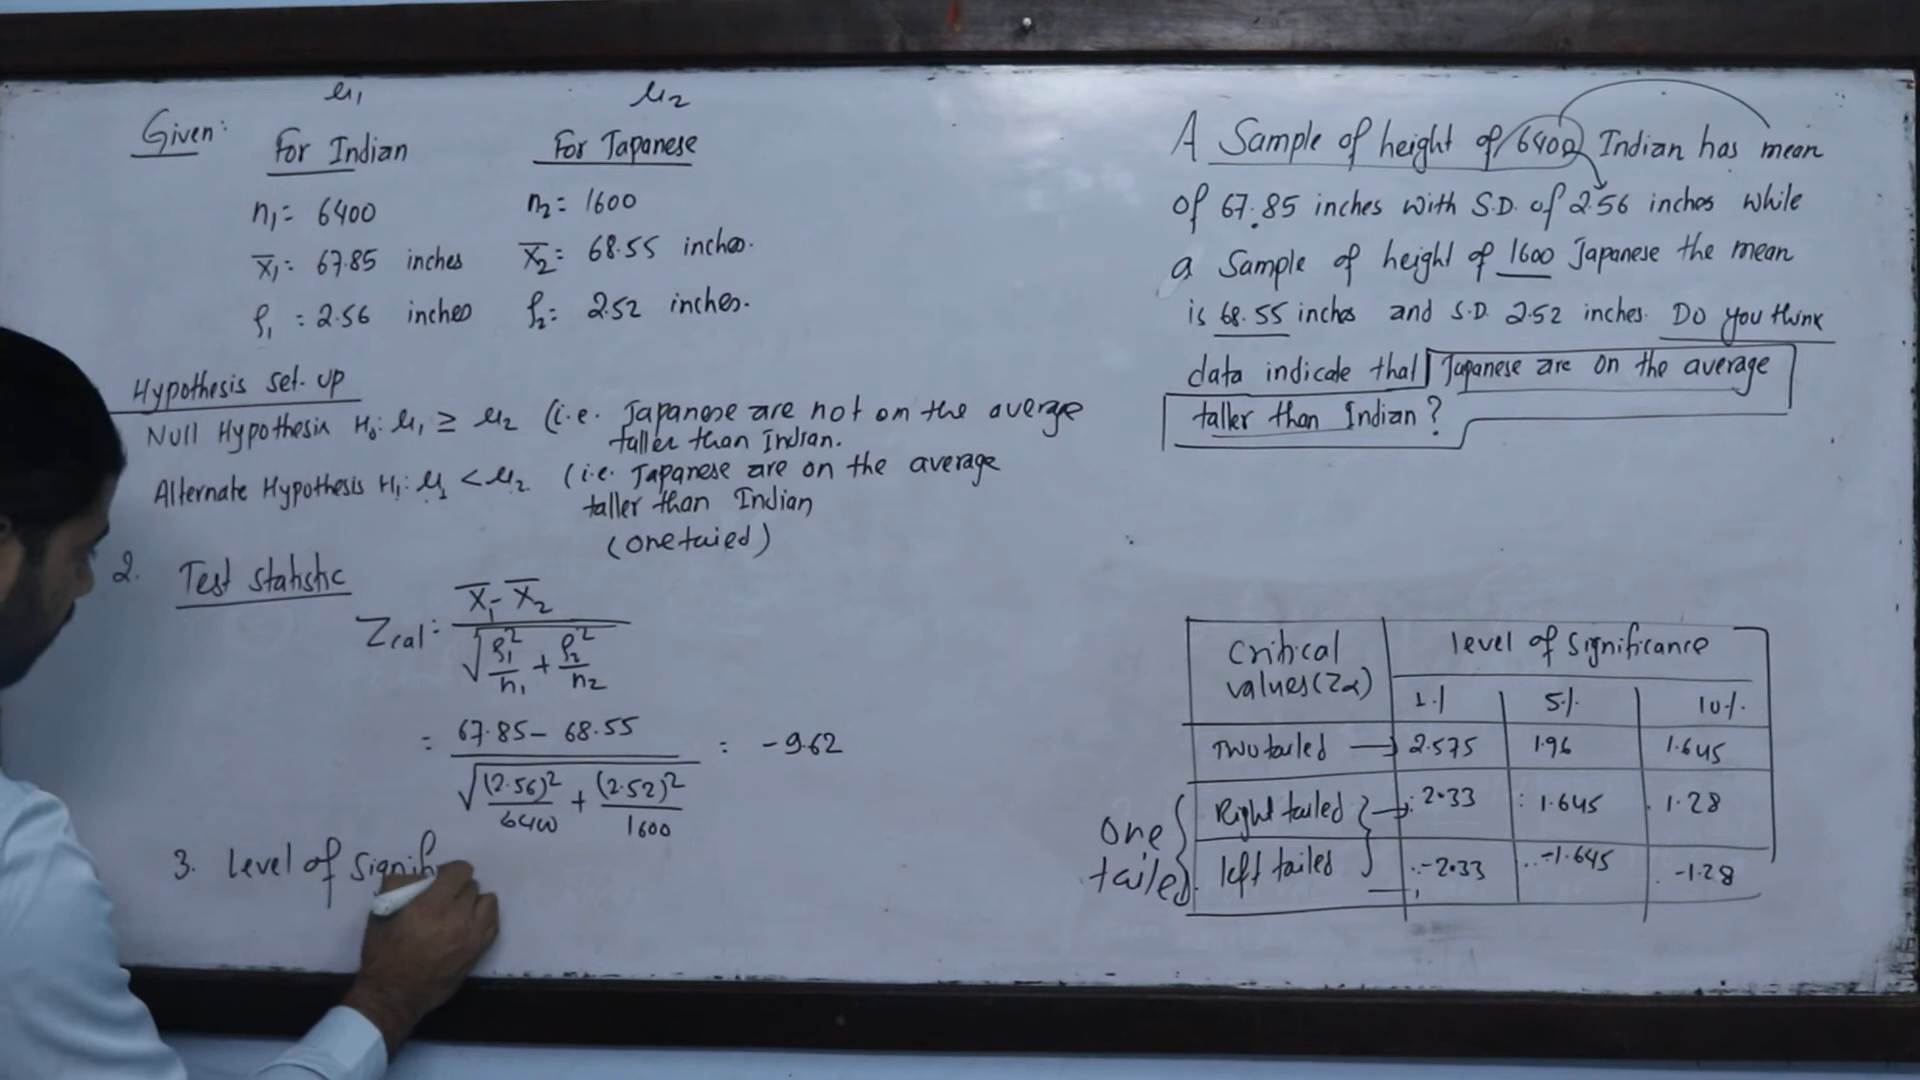 μ₁ μ₂
Given: For Indian For Japanese
n₁= 6400 n₂= 1600
x̄₁= 67.85 inches x̄₂= 68.55 inches.
ρ₁ = 2.56 inches ρ₂= 2.52 inches.
Hypothesis Set-up
Null Hypothesis H₀: μ₁ ≥ μ₂ (i.e. Japanese are not on the averge
taller than Indian.
Alternate Hypothesis H₁: μ₁ < μ₂ (i.e. Japanese are on the average
taller than Indian
(one taied)
2. Test Statistic
Zcal = (x̄₁ - x̄₂) / √(ρ₁²/n₁ + ρ₂²/n₂)
= (67.85 - 68.55) / √((2.56)²/6400 + (2.52)²/1600) = -9.62
3. Level of Signifi
A Sample of height of 6400 Indian has mean
of 67.85 inches with S.D. of 2.56 inches while
a Sample of height of 1600 Japanese the mean
is 68.55 inches and S.D. 2.52 inches. Do you think
data indicate that Japanese are on the average
taller than Indian?
Critical level of Significance
values (Zα) 1% 5% 10%
Two tailed 2.575 1.96 1.645
Right tailed 2.33 1.645 1.28
left tailed -2.33 -1.645 -1.28
One
tailed.